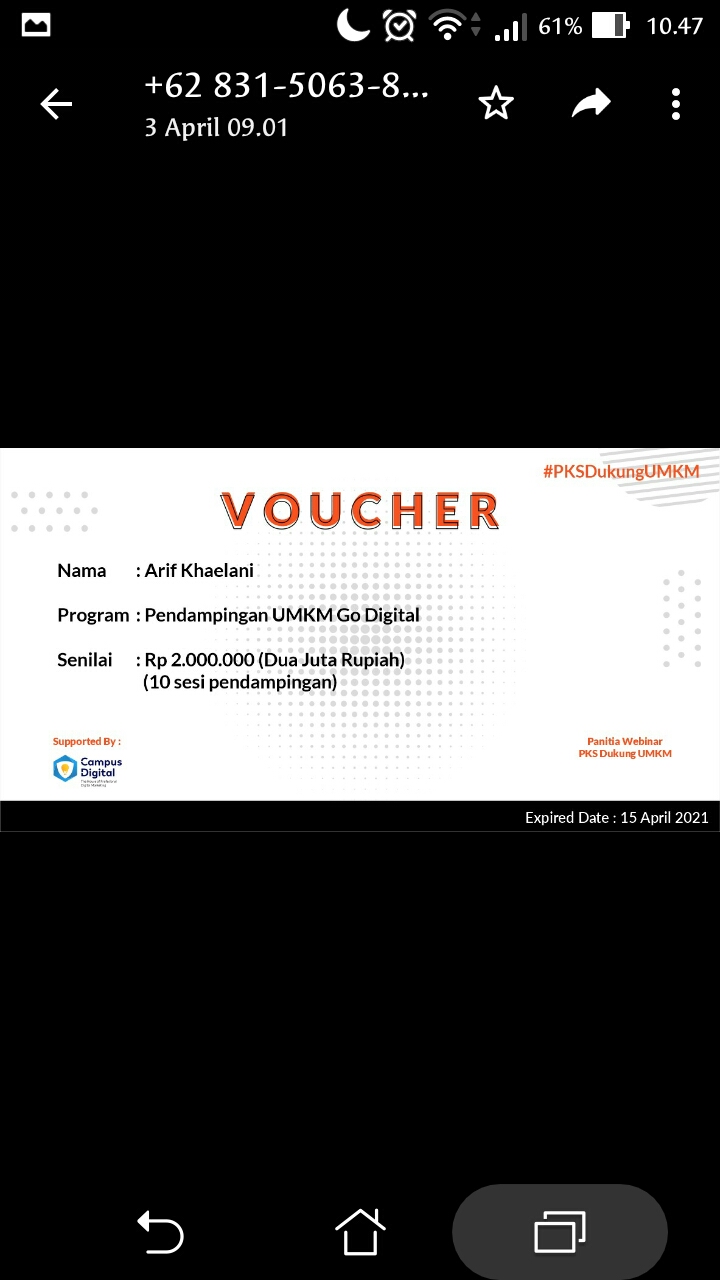 61% 10.47
+62 831-5063-8...
3 April 09.01
#PKSDukungUMKM
VOUCHER
Nama : Arif Khaelani
Program : Pendampingan UMKM Go Digital
Senilai : Rp 2.000.000 (Dua Juta Rupiah)
(10 sesi pendampingan)
Supported By :
Campus
Digital
Panitia Webinar
PKS Dukung UMKM
Expired Date : 15 April 2021